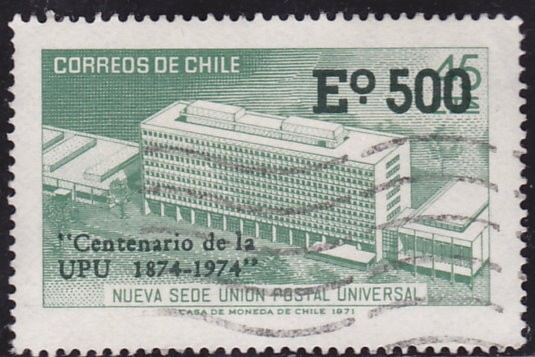 CORREOS DE CHILE
45
Eº 500
"Centenario de la
UPU 1874-1974"
NUEVA SEDE UNION POSTAL UNIVERSAL
CASA DE MONEDA DE CHILE 1971